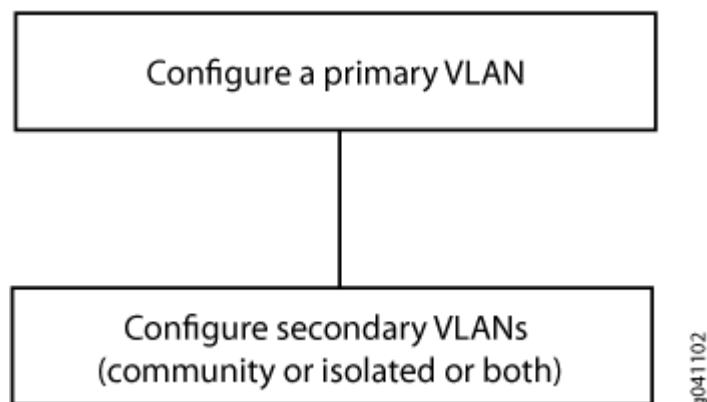 Configure a primary VLAN
Configure secondary VLANs
(community or isolated or both)
g041102